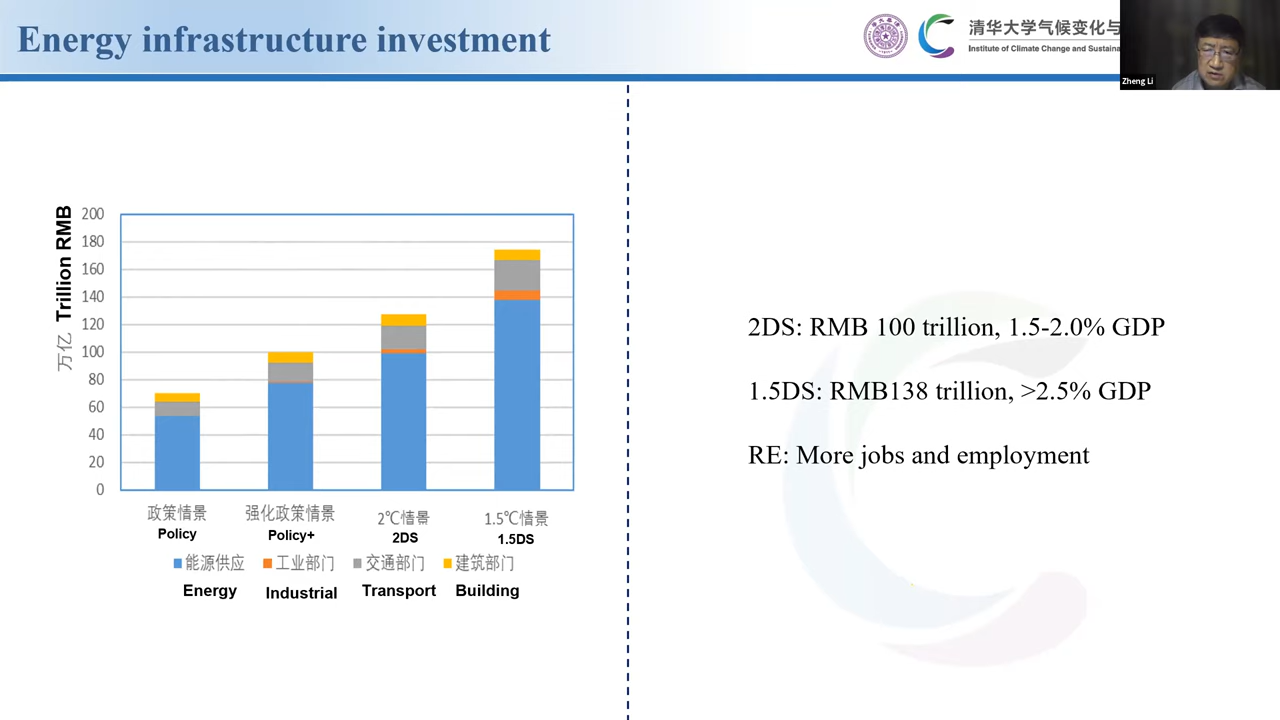 Energy infrastructure investment
清华大学气候变化与
Institute of Climate Change and Sustaina
Zheng Li
万亿 Trillion RMB
200
180
160
140
120
100
80
60
40
20
0
政策情景 强化政策情景 2℃情景 1.5℃情景
Policy Policy+ 2DS 1.5DS
能源供应 工业部门 交通部门 建筑部门
Energy Industrial Transport Building
2DS: RMB 100 trillion, 1.5-2.0% GDP
1.5DS: RMB138 trillion, >2.5% GDP
RE: More jobs and employment